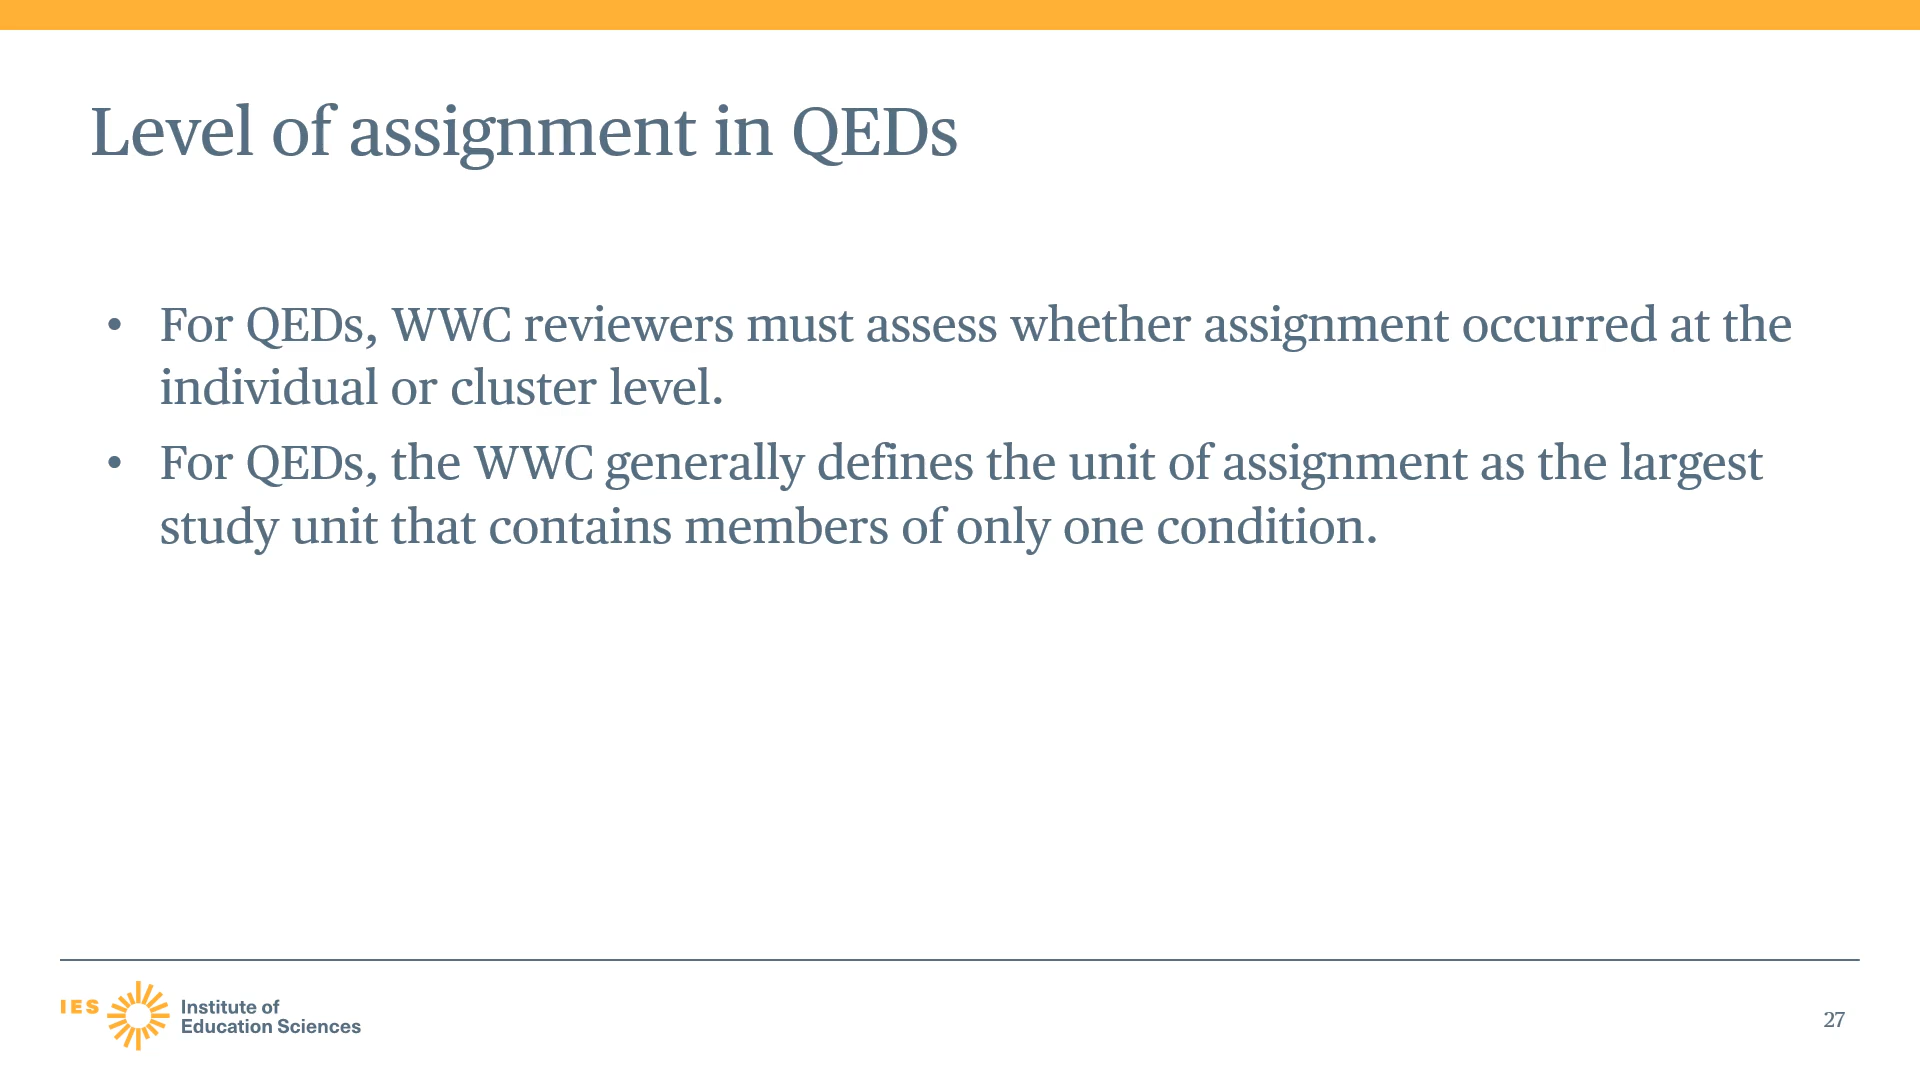 Level of assignment in QEDs
• For QEDs, WWC reviewers must assess whether assignment occurred at the
individual or cluster level.
• For QEDs, the WWC generally defines the unit of assignment as the largest
study unit that contains members of only one condition.
IES
Institute of
Education Sciences
27